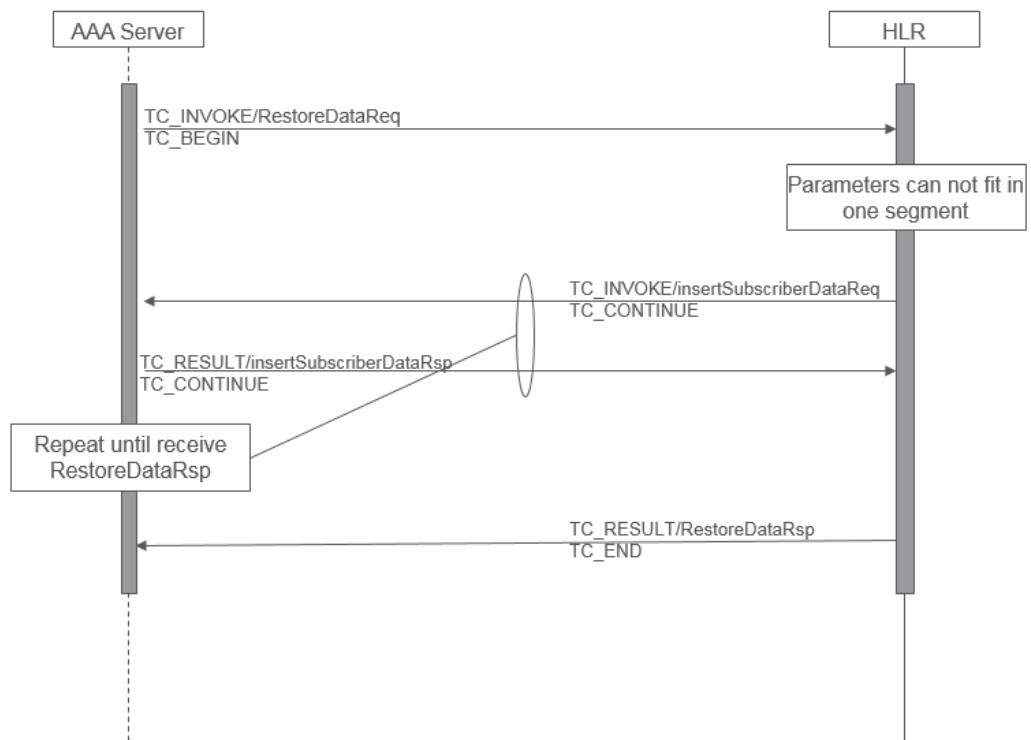 AAA Server
HLR
TC_INVOKE/RestoreDataReq
TC_BEGIN
Parameters can not fit in
one segment
TC_INVOKE/insertSubscriberDataReq
TC_CONTINUE
TC_RESULT/insertSubscriberDataRsp
TC_CONTINUE
Repeat until receive
RestoreDataRsp
TC_RESULT/RestoreDataRsp
TC_END